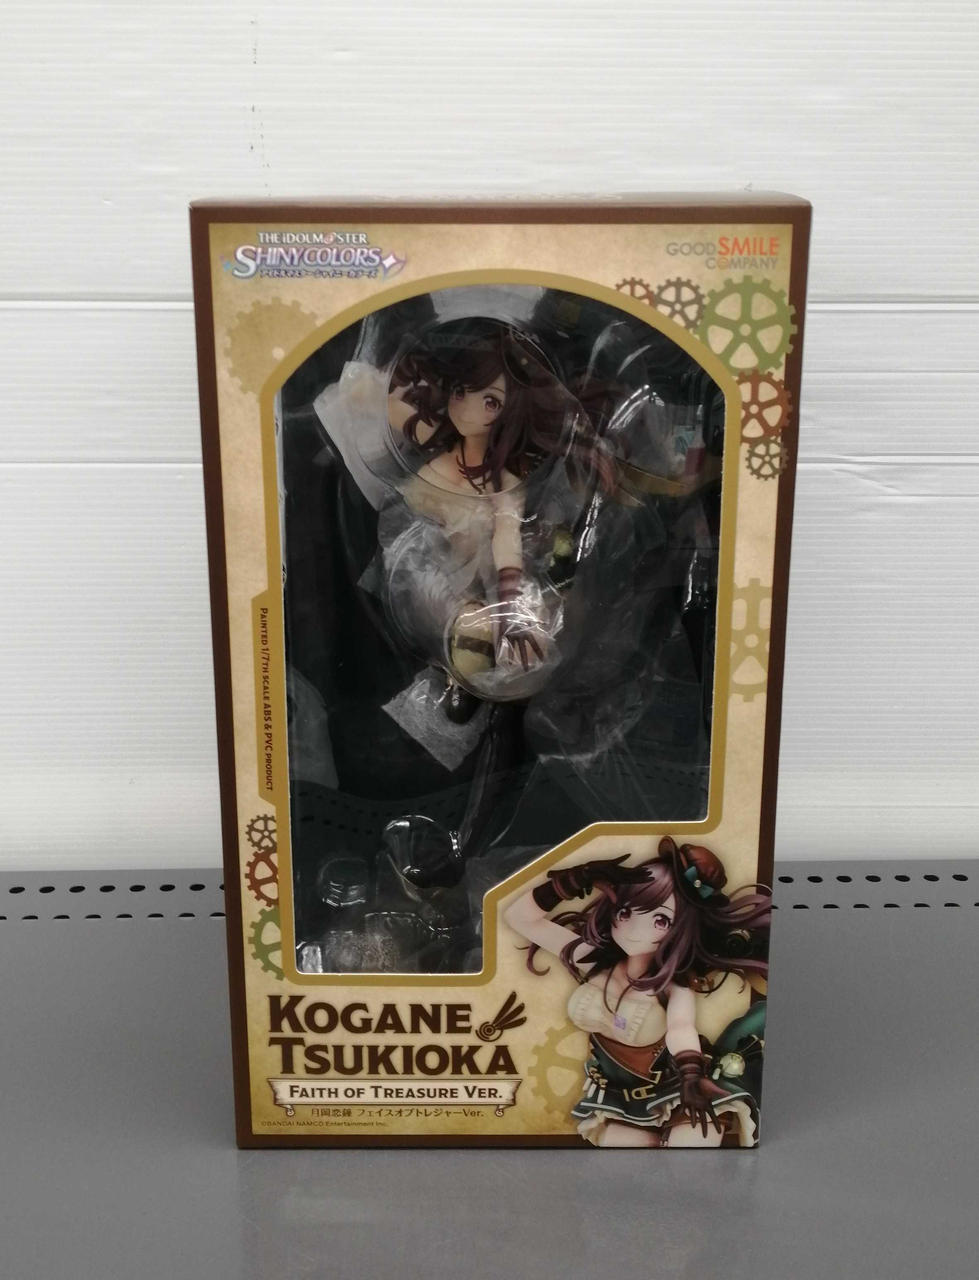 THE iDOLM@STER
SHINYCOLORS
アイドルマスター シャイニーカラーズ
GOOD SMILE
COMPANY
PAINTED 1/7TH SCALE ABS & PVC PRODUCT
KOGANE
TSUKIOKA
FAITH OF TREASURE VER.
月岡恋鐘 フェイスオブトレジャーVer.
©BANDAI NAMCO Entertainment Inc.